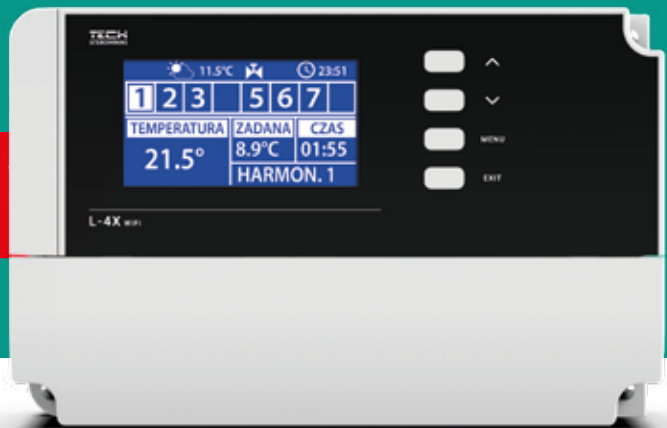 TECH
STEROWNIKI
11.5°C 23:51
1 2 3 5 6 7
TEMPERATURA ZADANA CZAS
21.5° 8.9°C 01:55
HARMON. 1
MENU
EXIT
L-4X WIFI